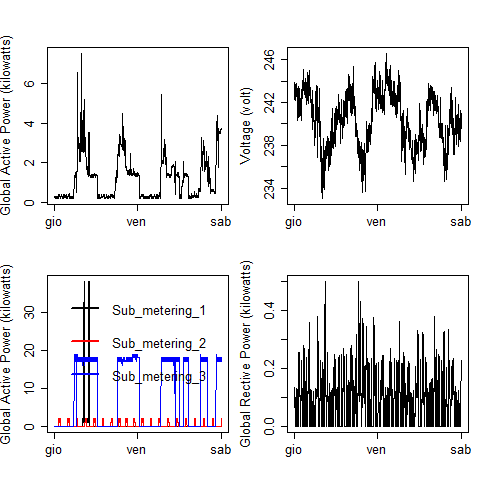 Global Active Power (kilowatts)
0 2 4 6
gio ven sab
Voltage (volt)
234 238 242 246
gio ven sab
Global Active Power (kilowatts)
0 10 20 30
Sub_metering_1
Sub_metering_2
Sub_metering_3
gio ven sab
Global Rective Power (kilowatts)
0.0 0.2 0.4
gio ven sab